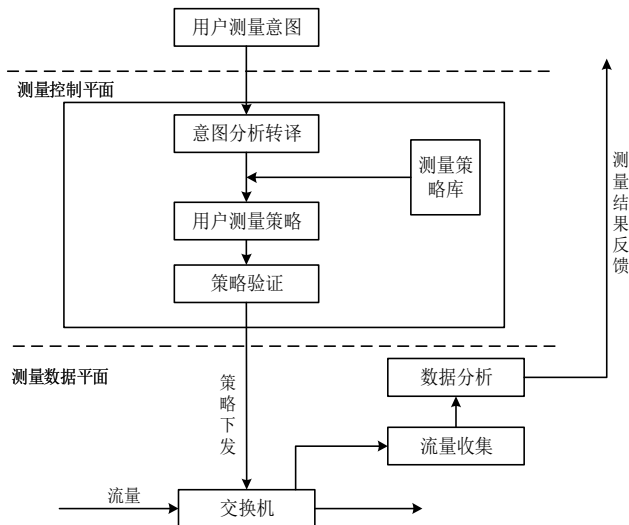 用户测量意图
测量控制平面
意图分析转译
测量策
略库
用户测量策略
策略验证
测量结果反馈
测量数据平面
策略下发
数据分析
流量收集
流量
交换机